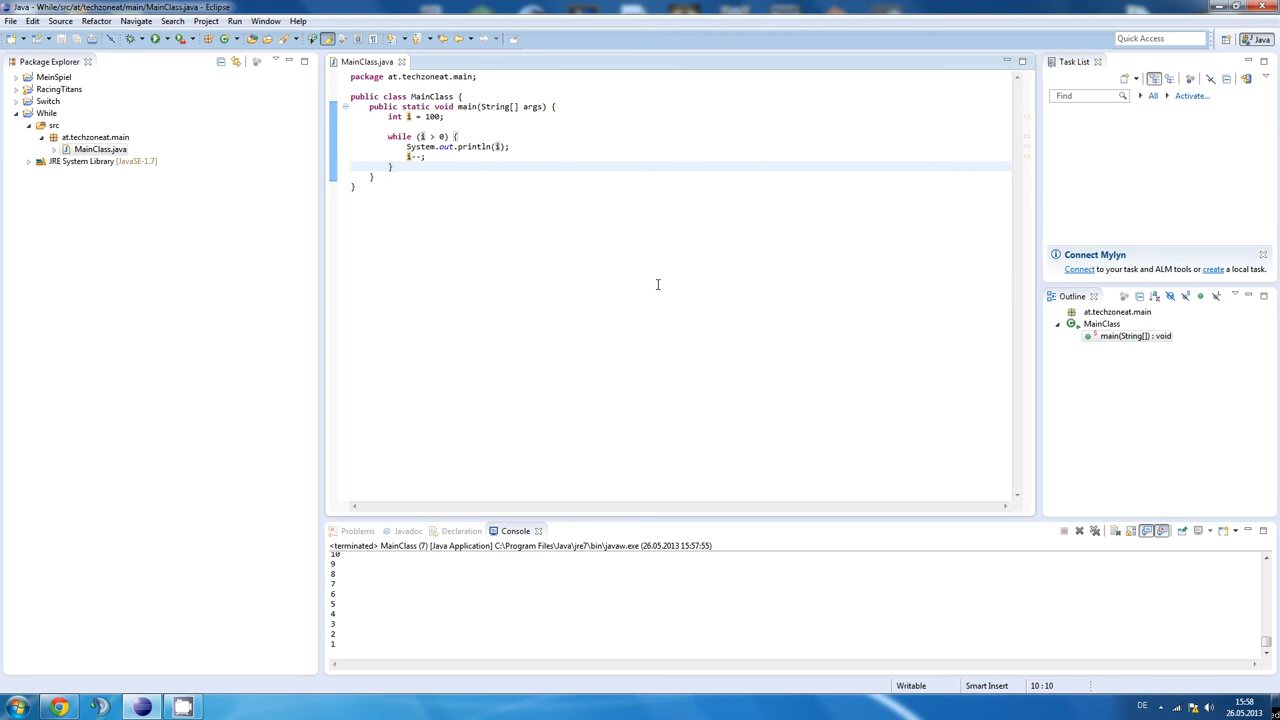 Java - While/src/at/techzoneat/main/MainClass.java - Eclipse
File Edit Source Refactor Navigate Search Project Run Window Help
Quick Access
Java
Package Explorer
MeinSpiel
RacingTitans
Switch
While
src
at.techzoneat.main
MainClass.java
JRE System Library [JavaSE-1.7]
MainClass.java
package at.techzoneat.main;
public class MainClass {
public static void main(String[] args) {
int i = 100;
while (i > 0) {
System.out.println(i);
i--;
}
}
}
Task List
Find All Activate...
Connect Mylyn
Connect to your task and ALM tools or create a local task.
Outline
at.techzoneat.main
MainClass
main(String[]) : void
Problems Javadoc Declaration Console
<terminated> MainClass (7) [Java Application] C:\Program Files\Java\jre7\bin\javaw.exe (26.05.2013 15:57:55)
10
9
8
7
6
5
4
3
2
1
Writable Smart Insert 10 : 10
DE 15:58
26.05.2013